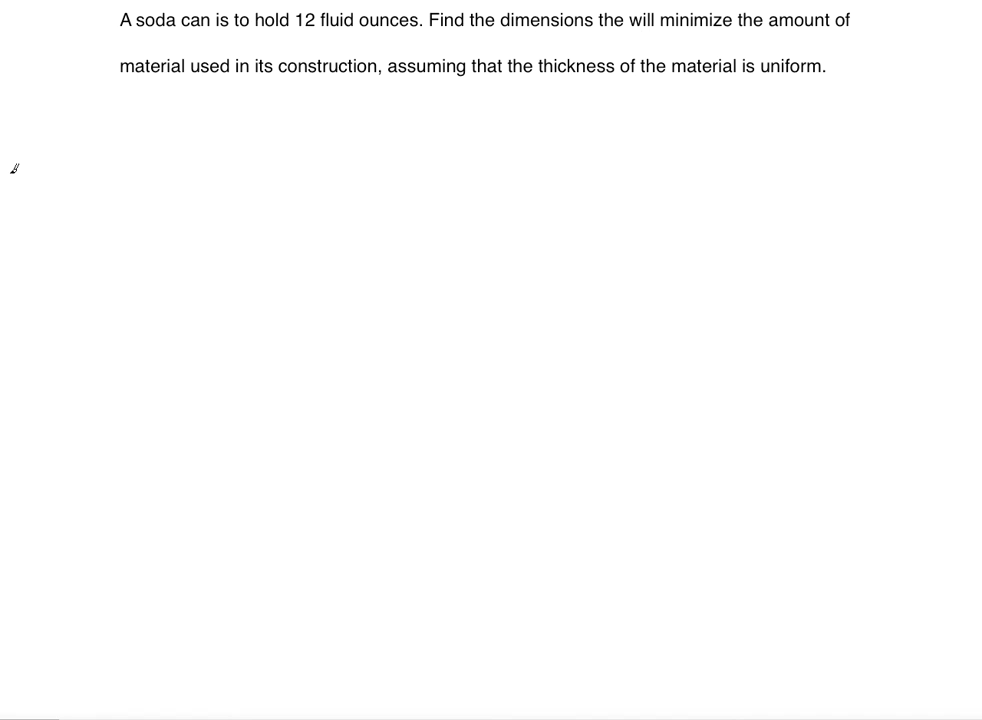 A soda can is to hold 12 fluid ounces. Find the dimensions the will minimize the amount of
material used in its construction, assuming that the thickness of the material is uniform.